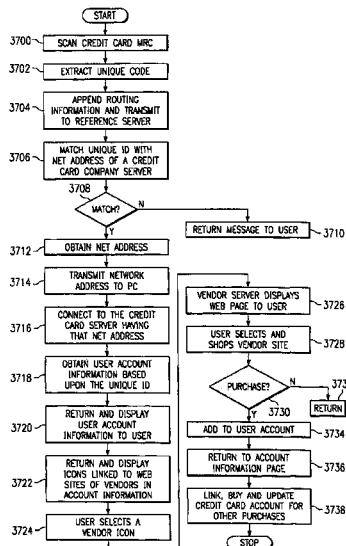 START
3700
SCAN CREDIT CARD MRC
3702
EXTRACT UNIQUE CODE
3704
APPEND ROUTING
INFORMATION AND TRANSMIT
TO REFERENCE SERVER
3706
MATCH UNIQUE ID WITH
NET ADDRESS OF A CREDIT
CARD COMPANY SERVER
3708
MATCH?
N
Y
RETURN MESSAGE TO USER
3710
3712
OBTAIN NET ADDRESS
3714
TRANSMIT NETWORK
ADDRESS TO PC
3716
CONNECT TO THE CREDIT
CARD SERVER HAVING
THAT NET ADDRESS
3718
OBTAIN USER ACCOUNT
INFORMATION BASED
UPON THE UNIQUE ID
3720
RETURN AND DISPLAY
USER ACCOUNT
INFORMATION TO USER
3722
RETURN AND DISPLAY
ICONS LINKED TO WEB
SITES OF VENDORS IN
ACCOUNT INFORMATION
3724
USER SELECTS A
VENDOR ICON
VENDOR SERVER DISPLAYS
WEB PAGE TO USER
3726
USER SELECTS AND
SHOPS VENDOR SITE
3728
PURCHASE?
N
3730
Y
RETURN
ADD TO USER ACCOUNT
3734
RETURN TO ACCOUNT
INFORMATION PAGE
3736
LINK, BUY AND UPDATE
CREDIT CARD ACCOUNT FOR
OTHER PURCHASES
3738
STOP